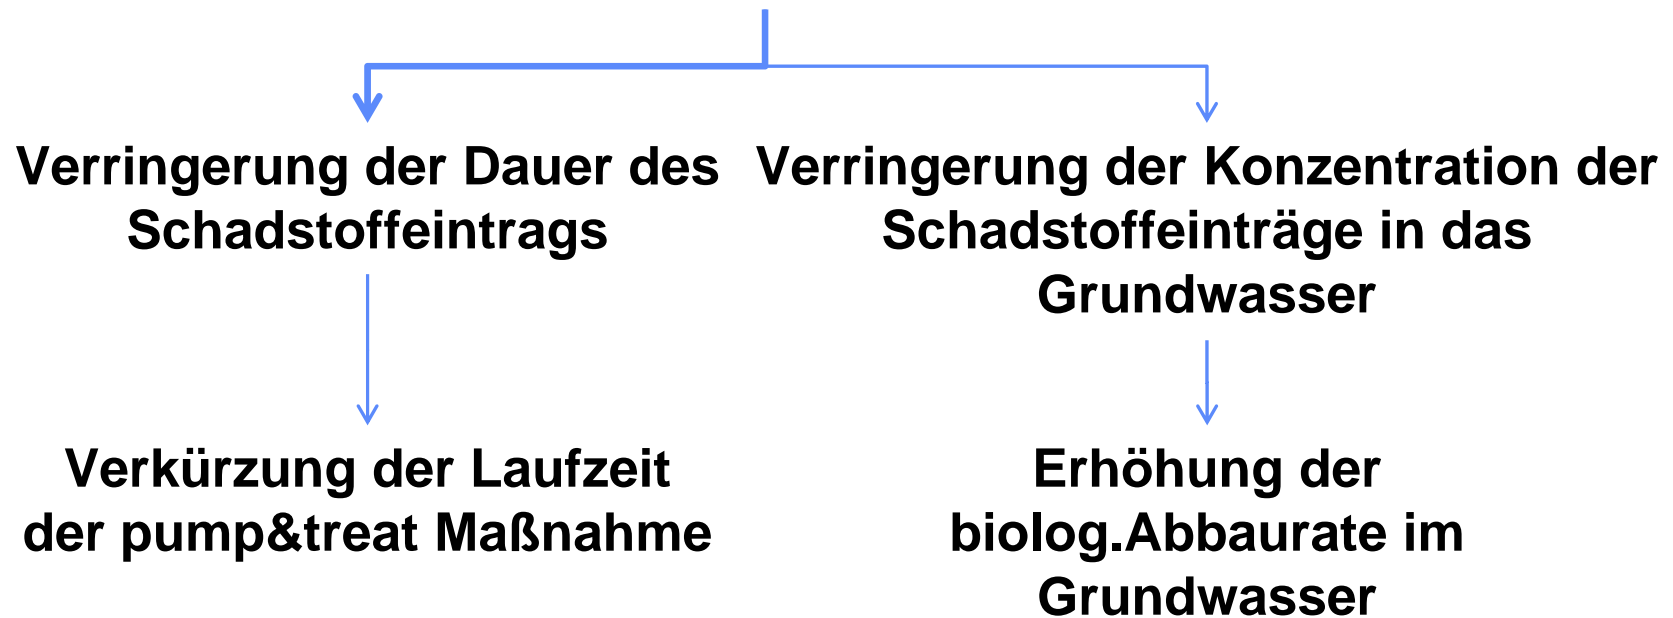 Verringerung der Dauer des
Schadstoffeintrags
Verringerung der Konzentration der
Schadstoffeinträge in das
Grundwasser
Verkürzung der Laufzeit
der pump&treat Maßnahme
Erhöhung der
biolog.Abbaurate im
Grundwasser